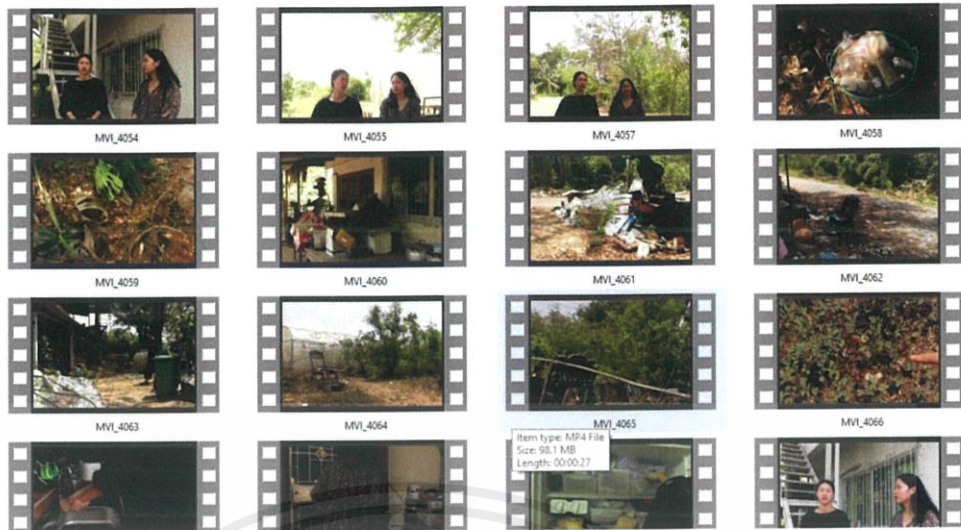 MVI_4054
MVI_4055
MVI_4057
MVI_4058
MVI_4059
MVI_4060
MVI_4061
MVI_4062
MVI_4063
MVI_4064
MVI_4065
MVI_4066
Item type: MP4 File
Size: 98.1 MB
Length: 00:00:27